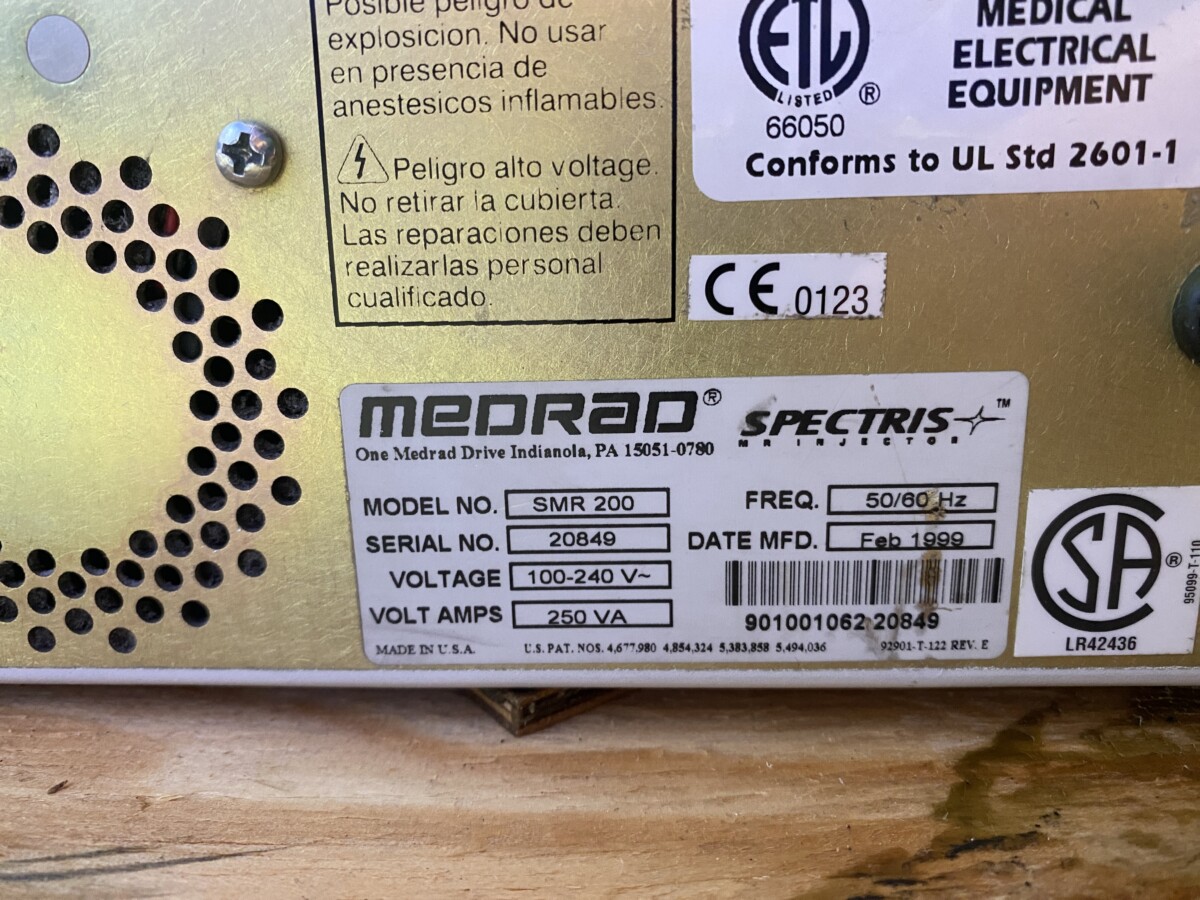 Posible peligro de
explosicion. No usar
en presencia de
anestesicos inflamables.
Peligro alto voltage.
No retirar la cubierta.
Las reparaciones deben
realizarlas personal
cualificado.
ETL
LISTED ®
66050
MEDICAL
ELECTRICAL
EQUIPMENT
Conforms to UL Std 2601-1
CE 0123
MEDRAD® SPECTRIS™
MR INJECTOR
One Medrad Drive Indianola, PA 15051-0780
MODEL NO. SMR 200
SERIAL NO. 20849
VOLTAGE 100-240 V~
VOLT AMPS 250 VA
FREQ. 50/60 Hz
DATE MFD. Feb 1999
901001062 20849
MADE IN U.S.A. U.S. PAT. NOS. 4,677,980 4,854,324 5,383,858 5,494,036 92901-T-122 REV. E
SA ®
LR42436
95099-T-110